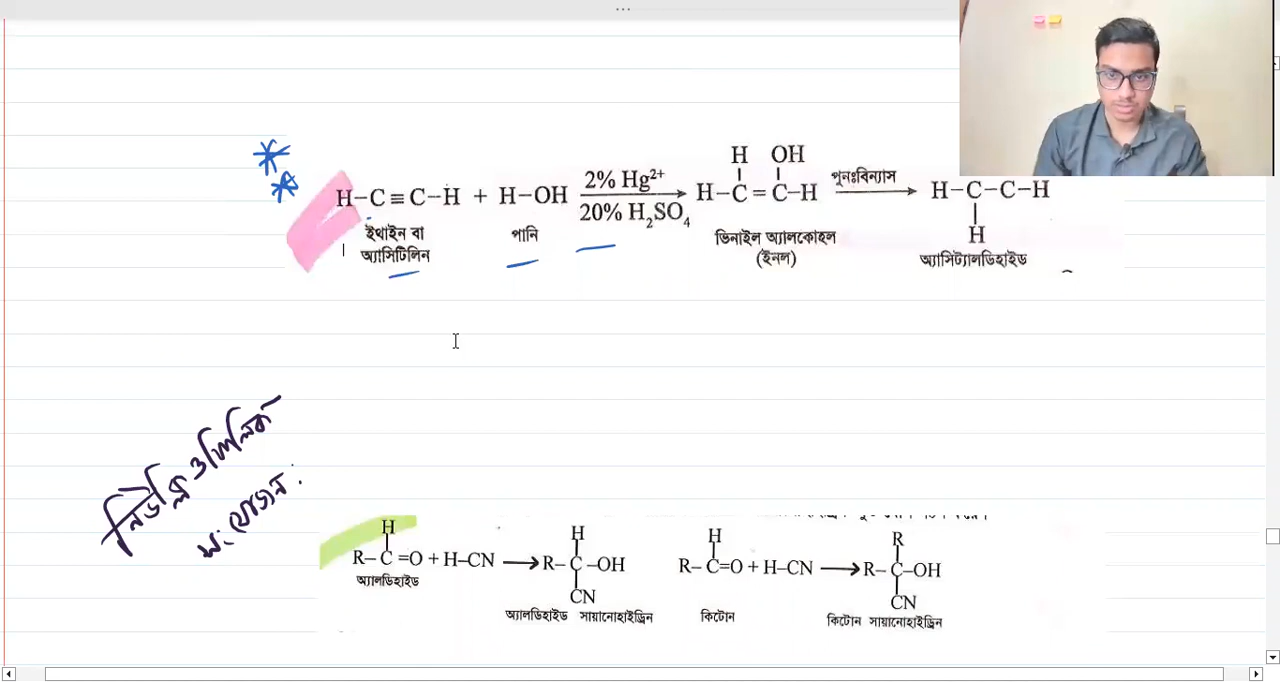 H–C≡C–H + H–OH 2% Hg²⁺ / 20% H₂SO₄ → H–C=C–H পুনঃবিন্যাস → H–C–C–H
H OH
H
ইথাইন বা
অ্যাসিটিলিন
পানি
ভিনাইল অ্যালকোহল
(ইনল)
অ্যাসিট্যালডিহাইড
নিউক্লিওফিলিক
সংযোজন:
H
R–C=O + H–CN ⟶ R–C–OH
H
CN
অ্যালডিহাইড
অ্যালডিহাইড সায়ানোহাইড্রিন
H
R–C=O + H–CN ⟶ R–C–OH
R
CN
কিটোন
কিটোন সায়ানোহাইড্রিন